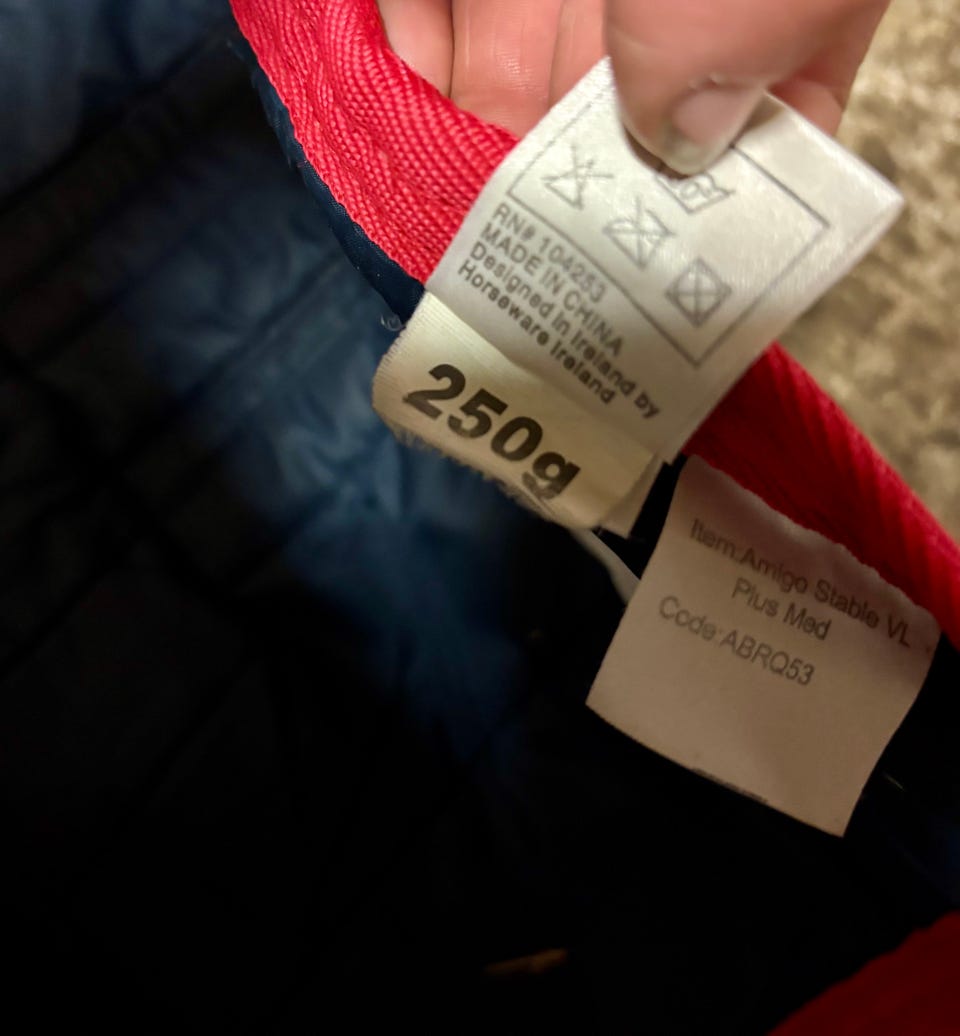 RN# 104253
MADE IN CHINA
Designed in Ireland by
Horseware Ireland
250g
Item:Amigo Stable VL
Plus Med
Code:ABRQ53